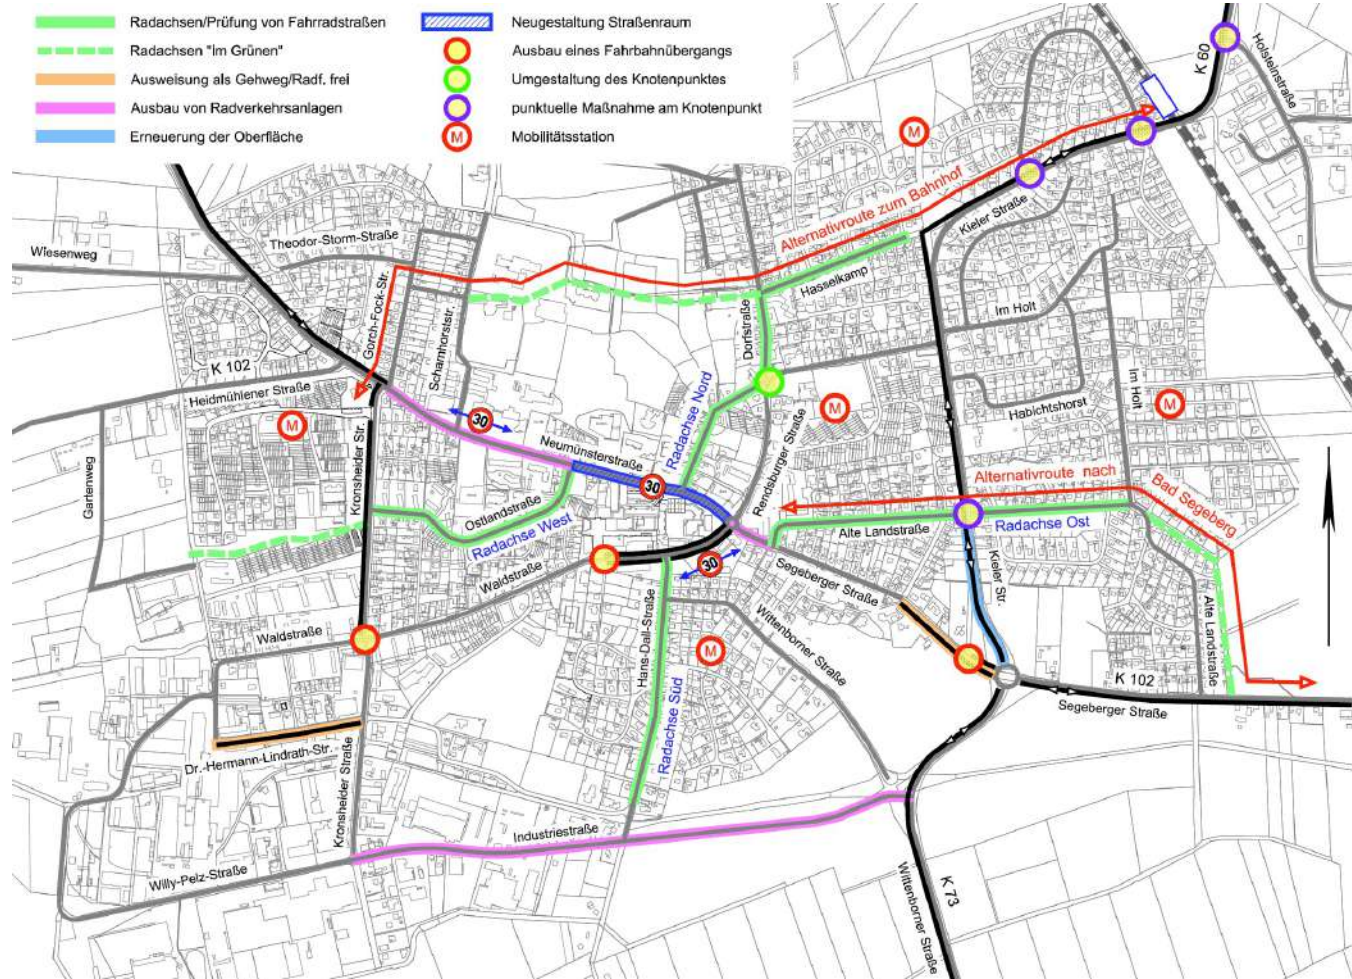 Radachsen/Prüfung von Fahrradstraßen
Radachsen "im Grünen"
Ausweisung als Gehweg/Radf. frei
Ausbau von Radverkehrsanlagen
Erneuerung der Oberfläche
Neugestaltung Straßenraum
Ausbau eines Fahrbahnübergangs
Umgestaltung des Knotenpunktes
punktuelle Maßnahme am Knotenpunkt
M
Mobilitätsstation
K 60
Holsteinstraße
M
Alternativroute zum Bahnhof
Kieler Straße
Theodor-Storm-Straße
Wiesenweg
Gorch-Fock-Str.
Scharnhorststr.
Hasselkamp
Dorfstraße
Im Holt
Im Holt
K 102
Heidmühlener Straße
M
30
Neumünsterstraße
Radachse Nord
M
Habichtshorst
M
Gartenweg
Kronsheider Str.
Ostlandstraße
Radachse West
30
Rendsburger Straße
Alternativroute nach
Bad Segeberg
Alte Landstraße
Radachse Ost
Waldstraße
30
Segeberger Straße
Kieler Str.
Alte Landstraße
Waldstraße
Hans-Dall-Straße
M
Wittenborner Straße
Radachse Süd
K 102
Segeberger Straße
Dr.-Hermann-Lindrath-Str.
Kronsheider Straße
Industriestraße
Willy-Pelz-Straße
K 73
Wittenborner Straße